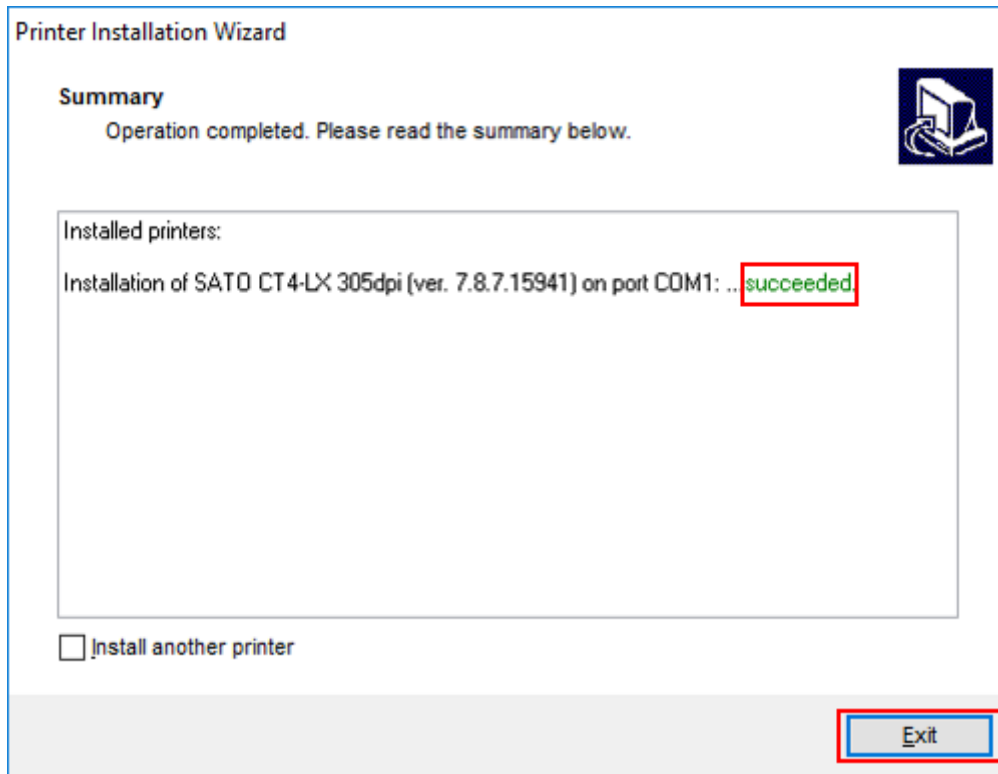 Printer Installation Wizard
Summary
Operation completed. Please read the summary below.
Installed printers:
Installation of SATO CT4-LX 305dpi (ver. 7.8.7.15941) on port COM1: ...succeeded.
Install another printer
Exit